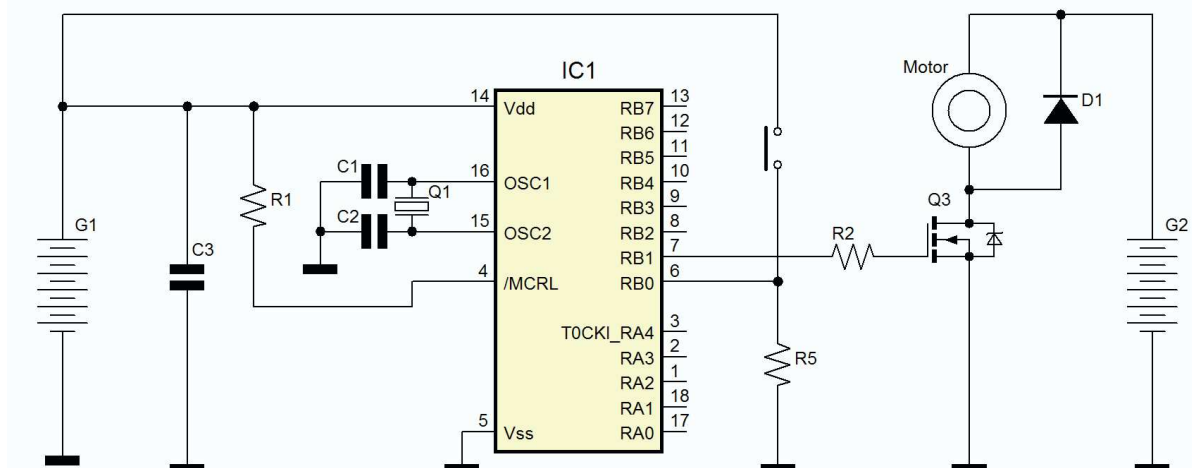 IC1
Motor
D1
14 Vdd
RB7 13
RB6 12
RB5 11
C1
16 OSC1
RB4 10
Q1
R1
RB3 9
Q3
C2
15 OSC2
RB2 8
G1
R2
G2
C3
RB1 7
4 /MCRL
RB0 6
T0CKI_RA4 3
RA3 2
R5
RA2 1
RA1 18
5 Vss
RA0 17